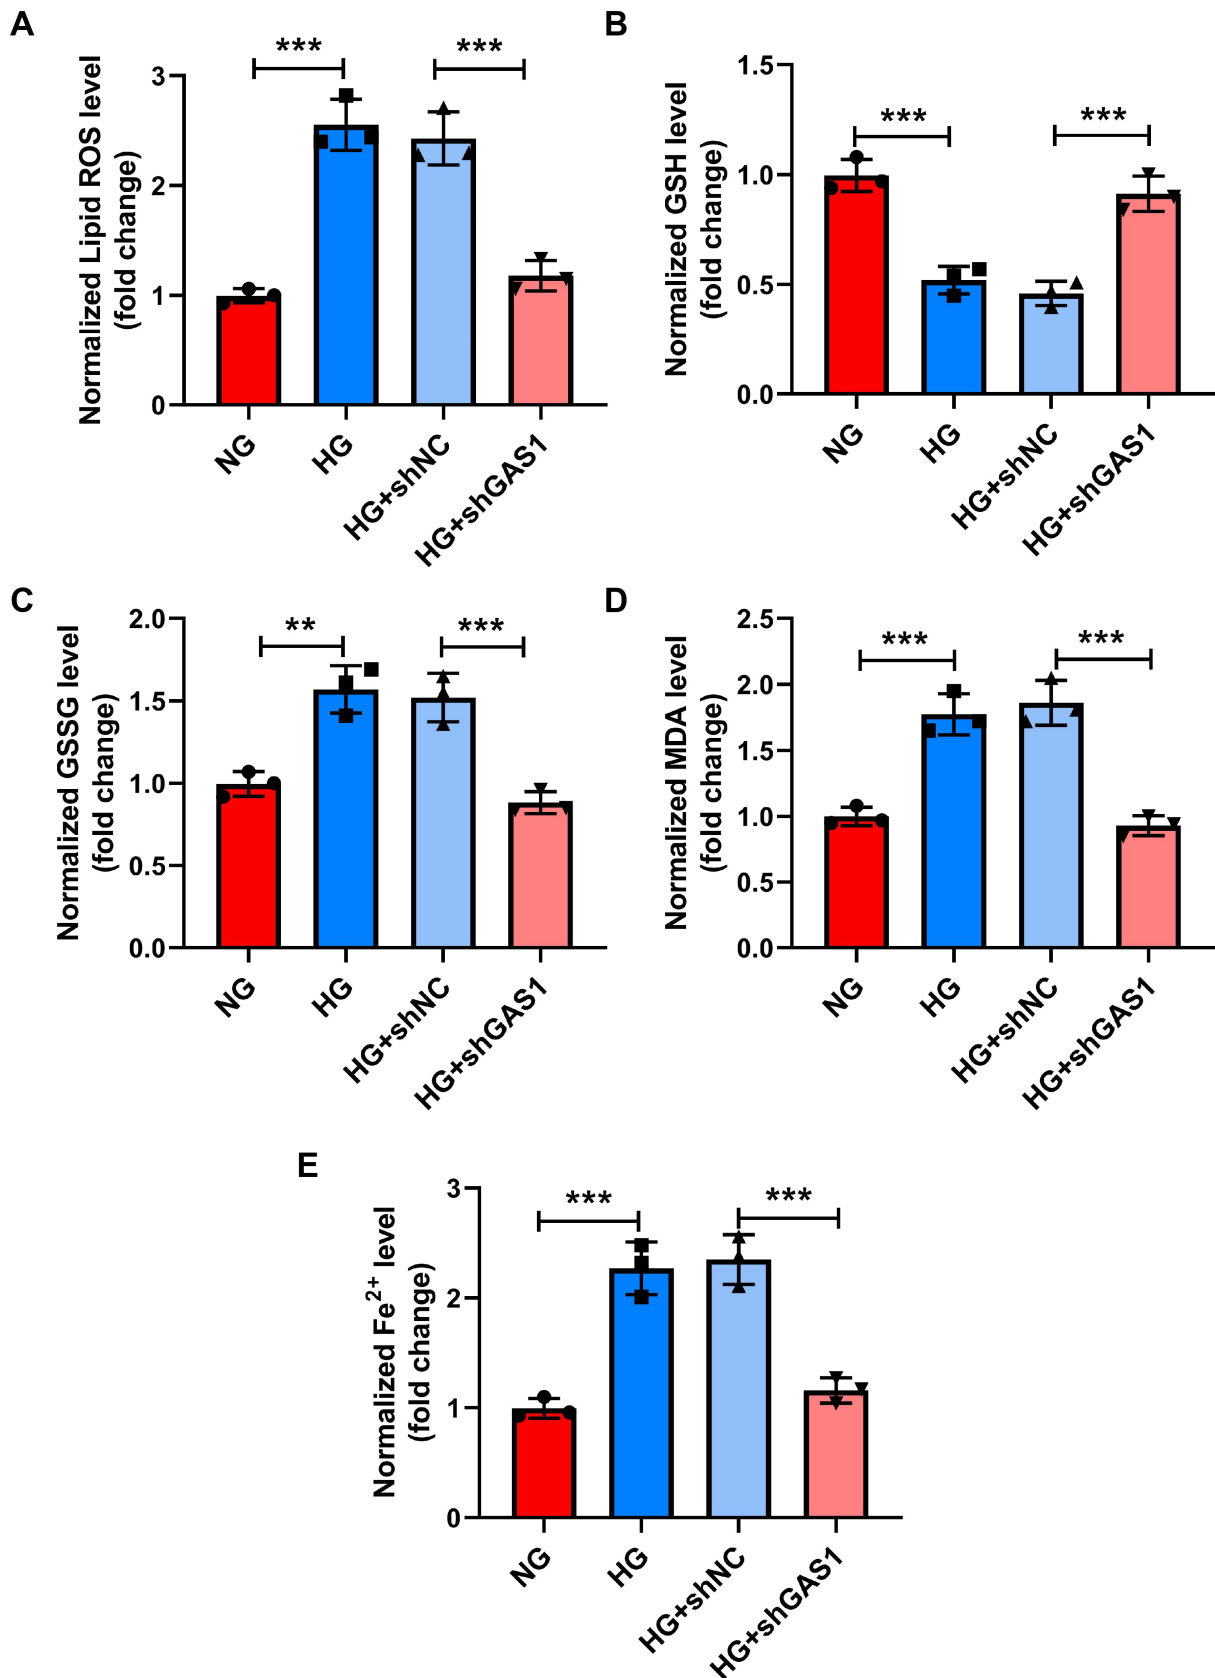 A
Normalized Lipid ROS level
(fold change)
3
2
1
0
***
***
NG
HG
HG+shNC
HG+shGAS1
B
Normalized GSH level
(fold change)
1.5
1.0
0.5
0.0
***
***
NG
HG
HG+shNC
HG+shGAS1
C
Normalized GSSG level
(fold change)
2.0
1.5
1.0
0.5
0.0
**
***
NG
HG
HG+shNC
HG+shGAS1
D
Normalized MDA level
(fold change)
2.5
2.0
1.5
1.0
0.5
0.0
***
***
NG
HG
HG+shNC
HG+shGAS1
E
Normalized Fe²⁺ level
(fold change)
3
2
1
0
***
***
NG
HG
HG+shNC
HG+shGAS1